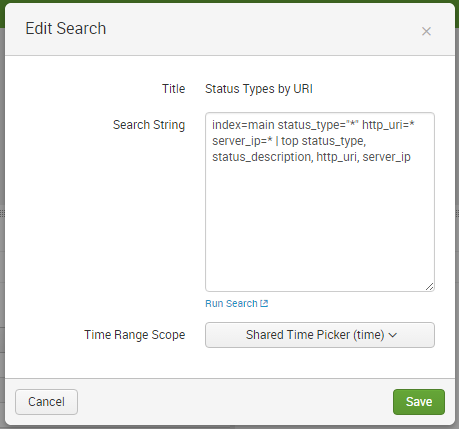 Edit Search
×
Title
Status Types by URI
Search String
index=main status_type="*" http_uri=*
server_ip=* | top status_type,
status_description, http_uri, server_ip
Run Search
Time Range Scope
Shared Time Picker (time)
Cancel
Save